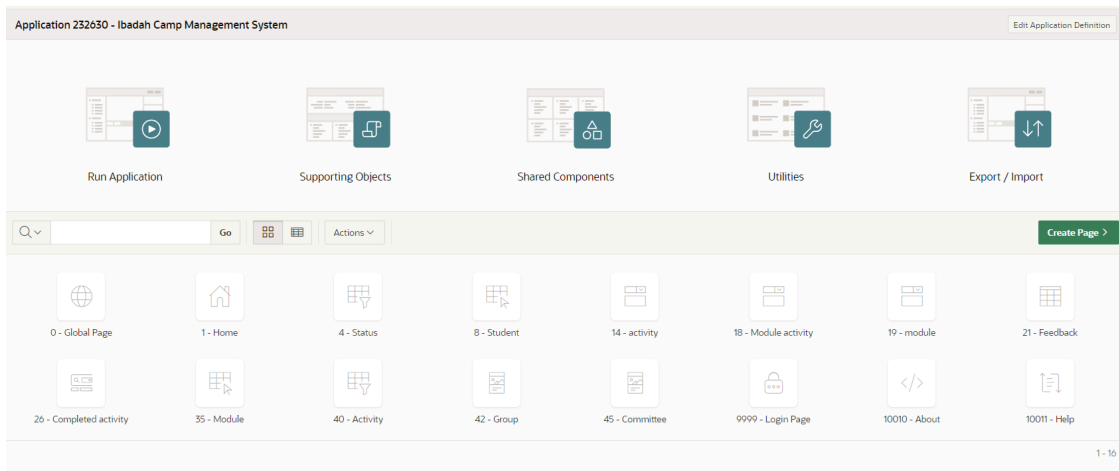 Application 232630 - Ibadah Camp Management System
Edit Application Definition
Run Application
Supporting Objects
Shared Components
Utilities
Export / Import
Go
Actions
Create Page >
0 - Global Page
1 - Home
4 - Status
8 - Student
14 - activity
18 - Module activity
19 - module
21 - Feedback
26 - Completed activity
35 - Module
40 - Activity
42 - Group
45 - Committee
9999 - Login Page
10010 - About
10011 - Help
1 - 16